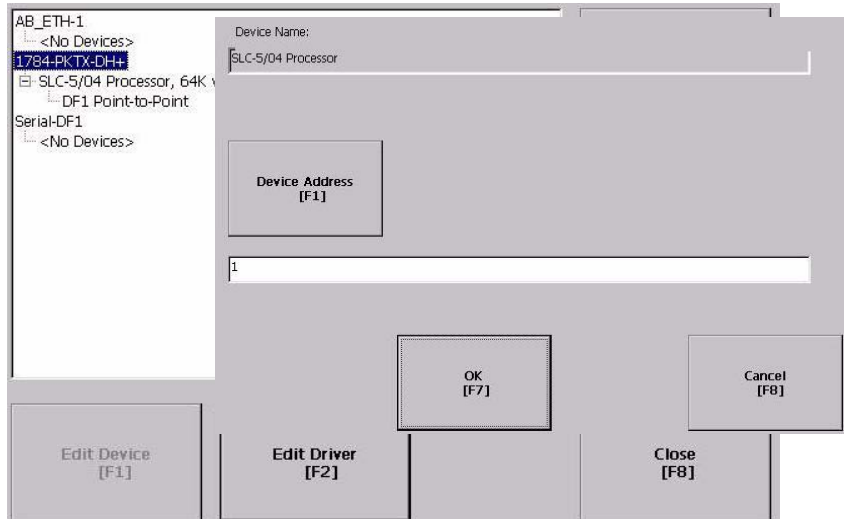 AB_ETH-1
<No Devices>
1784-PKTX-DH+
SLC-5/04 Processor, 64K
DF1 Point-to-Point
Serial-DF1
<No Devices>
Device Name:
SLC-5/04 Processor
Device Address
[F1]
1
OK
[F7]
Cancel
[F8]
Edit Device
[F1]
Edit Driver
[F2]
Close
[F8]